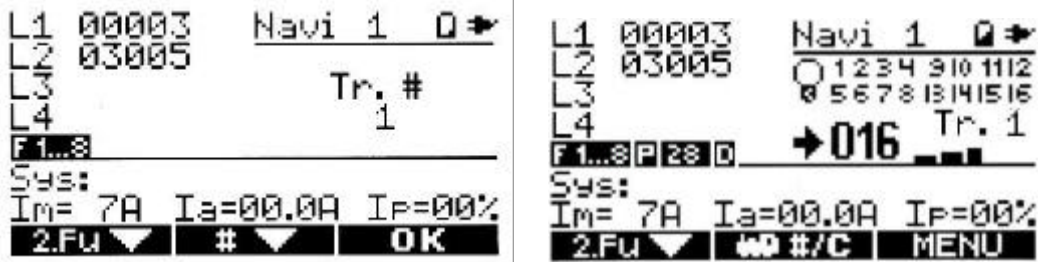 L1 00003 Navi 1
L2 03005
L3 Tr. #
L4 1
F 1...8
Sys:
Im= 7A Ia=00.0A Ip=00%
2.Fu # OK
L1 00003 Navi 1
L2 03005 1 2 3 4 9 10 11 12
L3 5 6 7 8 13 14 15 16
L4 016 Tr. 1
F 1...8 P 28 D
Sys:
Im= 7A Ia=00.0A Ip=00%
2.Fu #/C MENU